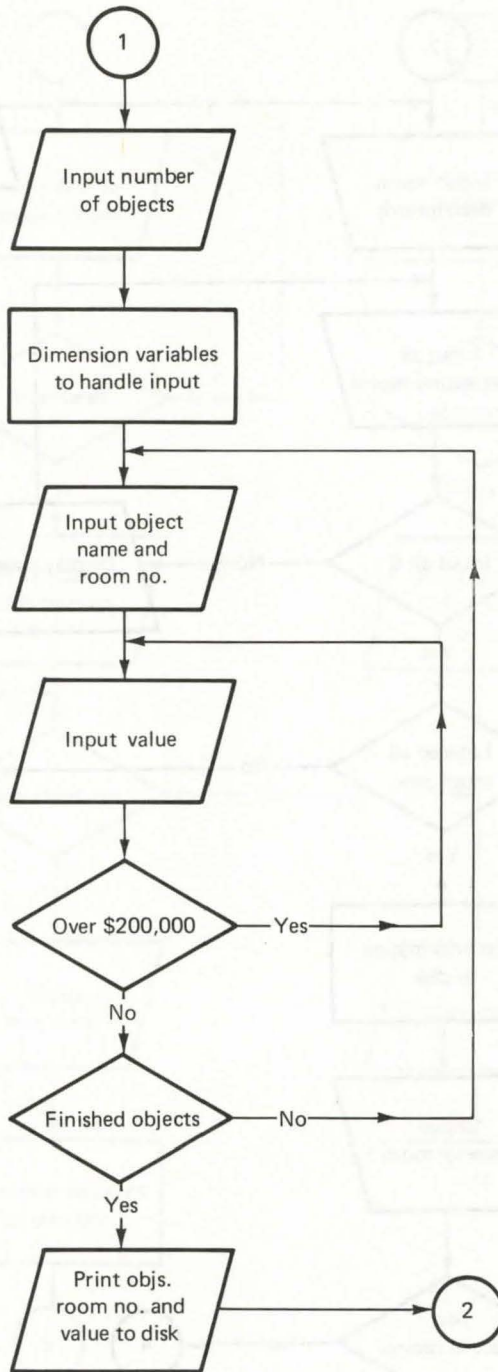 1
Input number
of objects
Dimension variables
to handle input
Input object
name and
room no.
Input value
Over $200,000
Yes
No
Finished objects
No
Yes
Print objs.
room no. and
value to disk
2